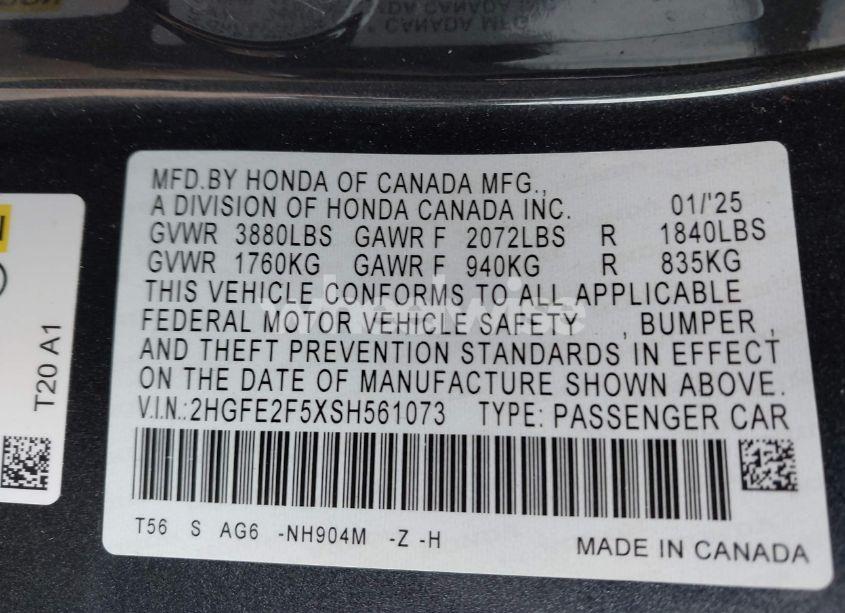 MFD.BY HONDA OF CANADA MFG.,
A DIVISION OF HONDA CANADA INC. 01/'25
GVWR 3880LBS GAWR F 2072LBS R 1840LBS
GVWR 1760KG GAWR F 940KG R 835KG
THIS VEHICLE CONFORMS TO ALL APPLICABLE
FEDERAL MOTOR VEHICLE SAFETY , BUMPER ,
AND THEFT PREVENTION STANDARDS IN EFFECT
ON THE DATE OF MANUFACTURE SHOWN ABOVE.
V.I.N.:2HGFE2F5XSH561073 TYPE: PASSENGER CAR
T56 S AG6 -NH904M -Z -H
MADE IN CANADA
T20 A1